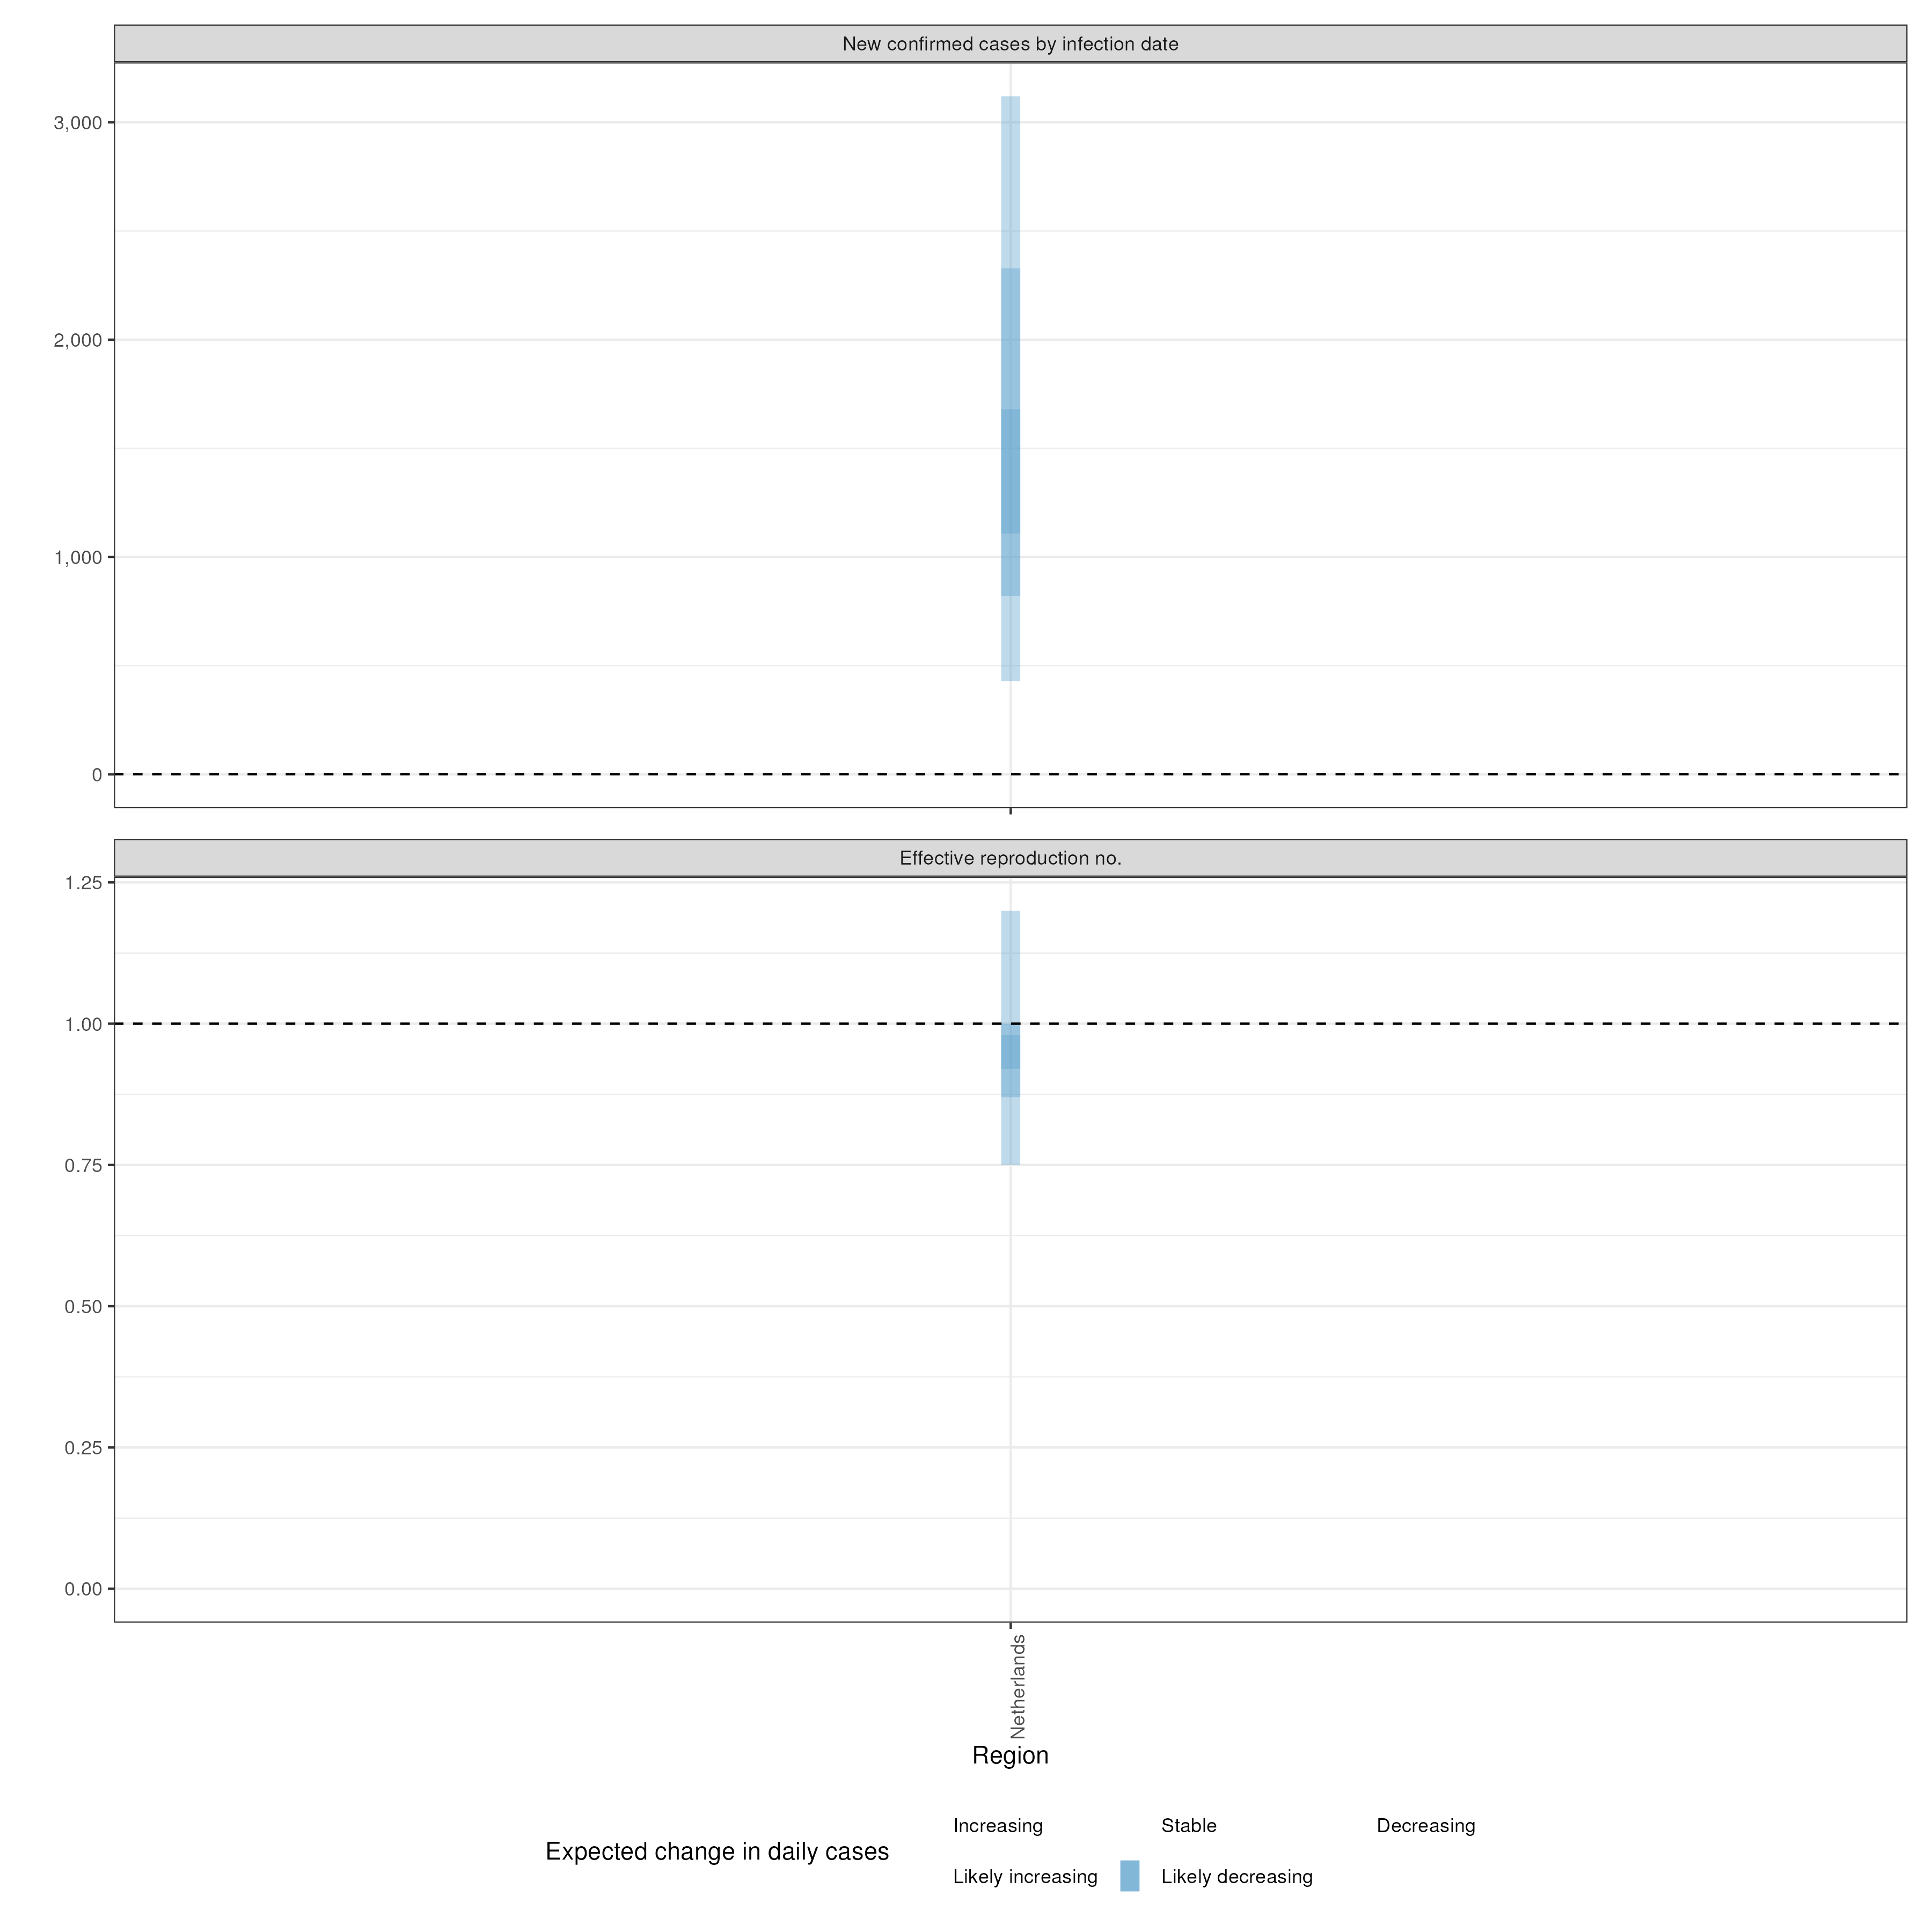 New confirmed cases by infection date
3,000
2,000
1,000
0
Effective reproduction no.
1.25
1.00
0.75
0.50
0.25
0.00
Netherlands
Region
Expected change in daily cases
Increasing Stable Decreasing
Likely increasing Likely decreasing